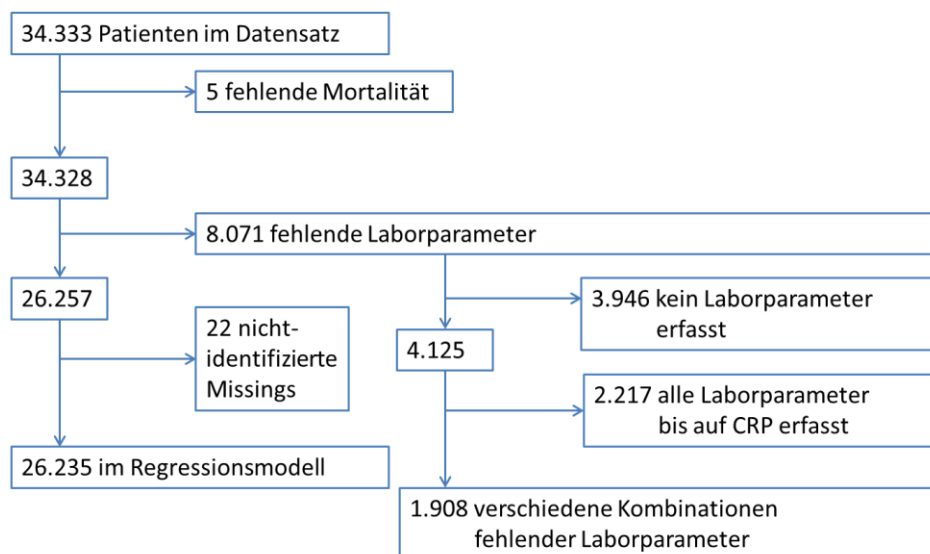 34.333 Patienten im Datensatz
5 fehlende Mortalität
34.328
8.071 fehlende Laborparameter
26.257
3.946 kein Laborparameter
erfasst
22 nicht-
identifizierte
Missings
4.125
2.217 alle Laborparameter
bis auf CRP erfasst
26.235 im Regressionsmodell
1.908 verschiedene Kombinationen
fehlender Laborparameter